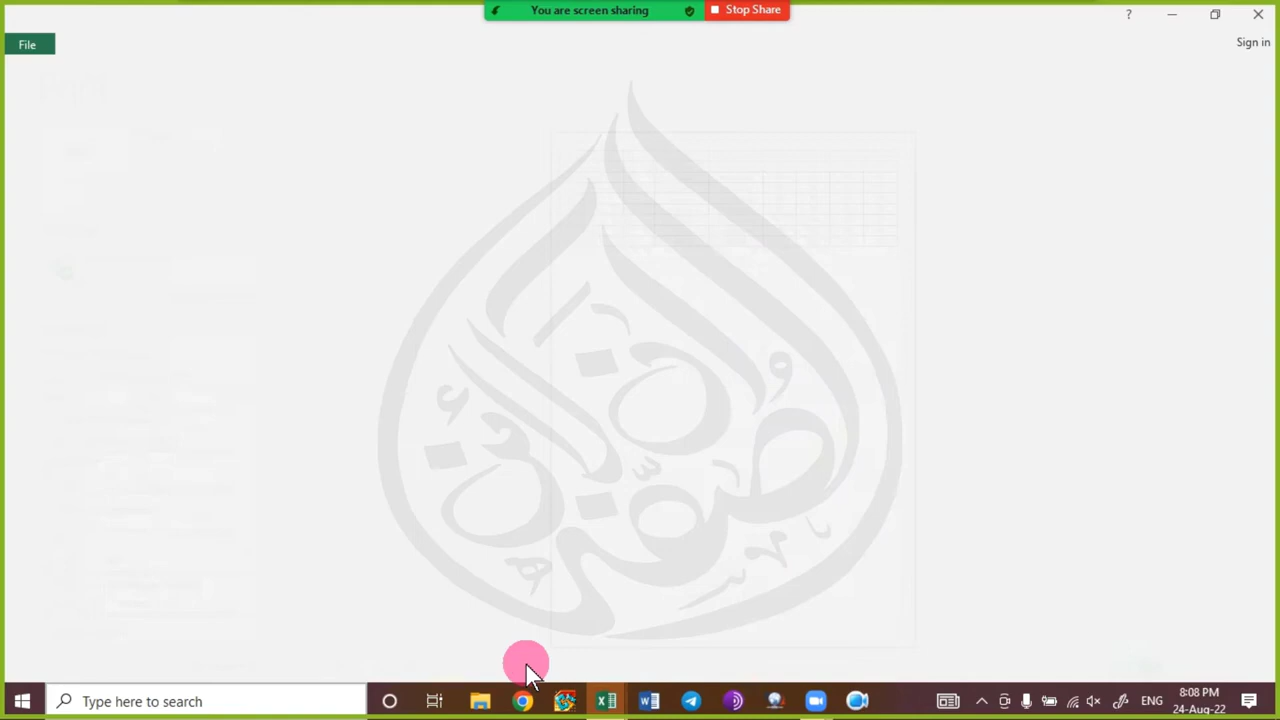 You are screen sharing
Stop Share
File
Sign in
Type here to search
ENG
8:08 PM
24-Aug-22